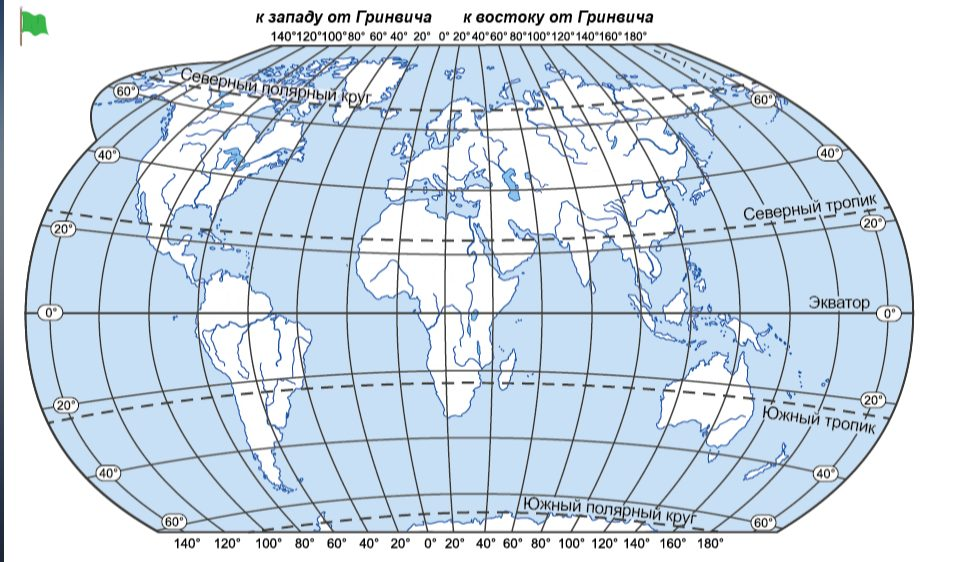 к западу от Гринвича к востоку от Гринвича
140° 120° 100° 80° 60° 40° 20° 0° 20° 40° 60° 80° 100° 120° 140° 160° 180°
Северный полярный круг
60° 60°
40° 40°
Северный тропик
20° 20°
Экватор
0° 0°
20° 20°
Южный тропик
40° 40°
Южный полярный круг
60° 60°
140° 120° 100° 80° 60° 40° 20° 0° 20° 40° 60° 80° 100° 120° 140° 160° 180°